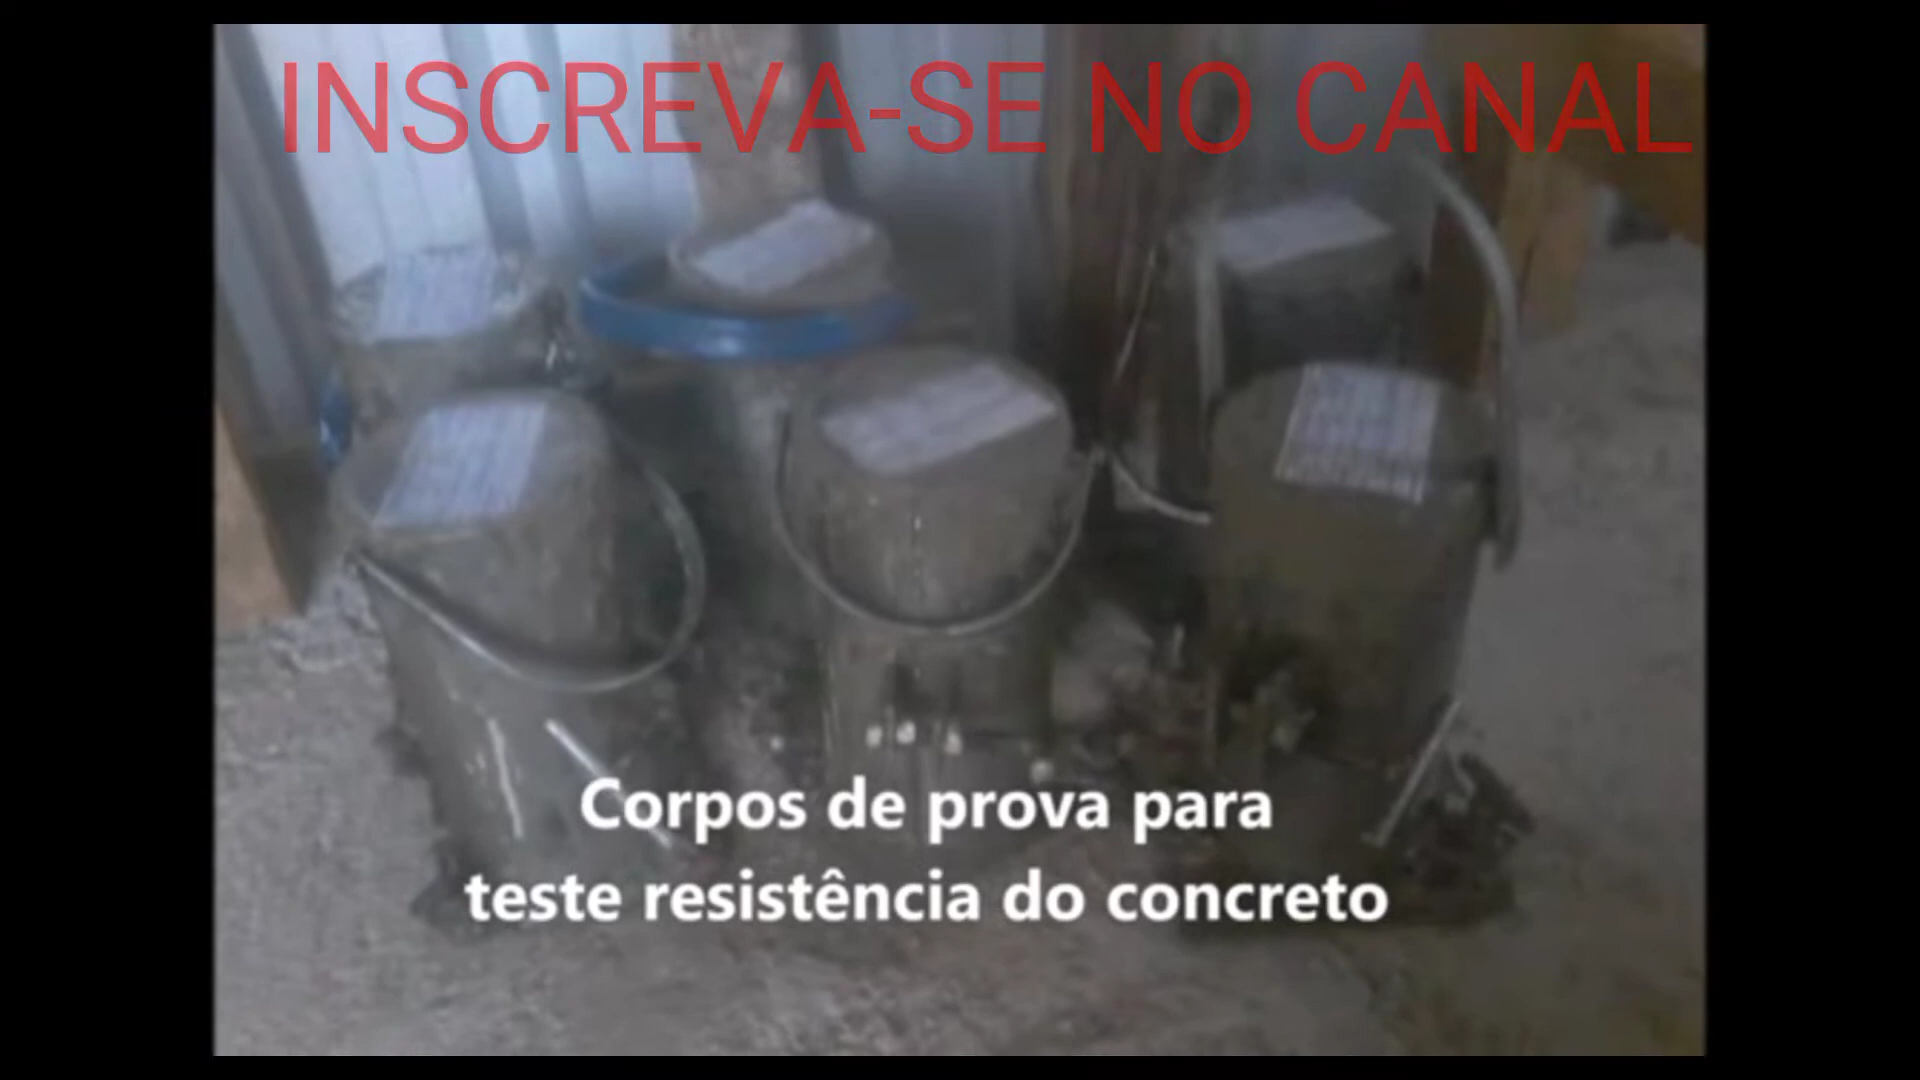 INSCREVA-SE NO CANAL
Corpos de prova para
teste resistência do concreto